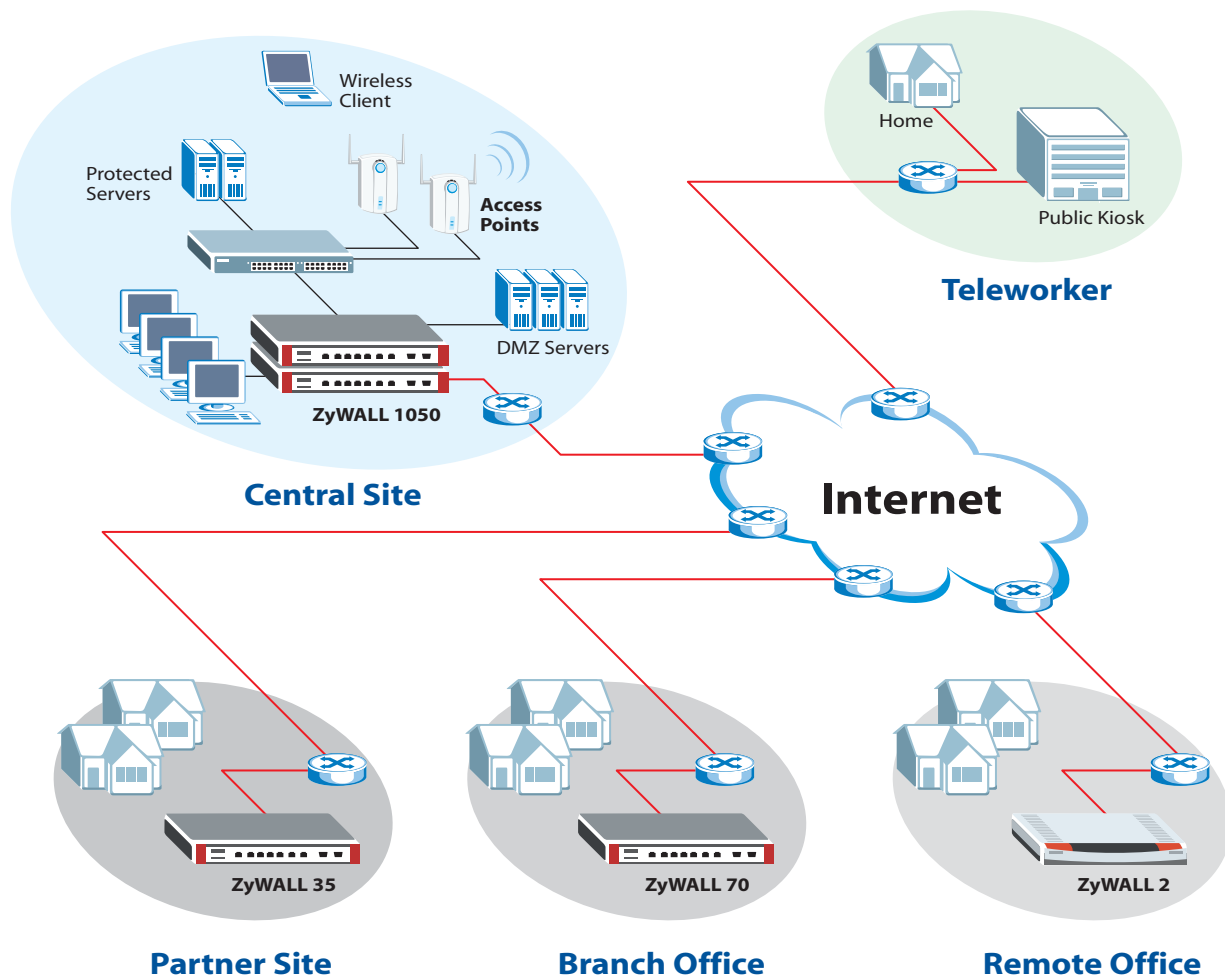 Wireless
Client
Protected
Servers
Access
Points
DMZ Servers
ZyWALL 1050
Central Site
Home
Public Kiosk
Teleworker
Internet
ZyWALL 35
Partner Site
ZyWALL 70
Branch Office
ZyWALL 2
Remote Office